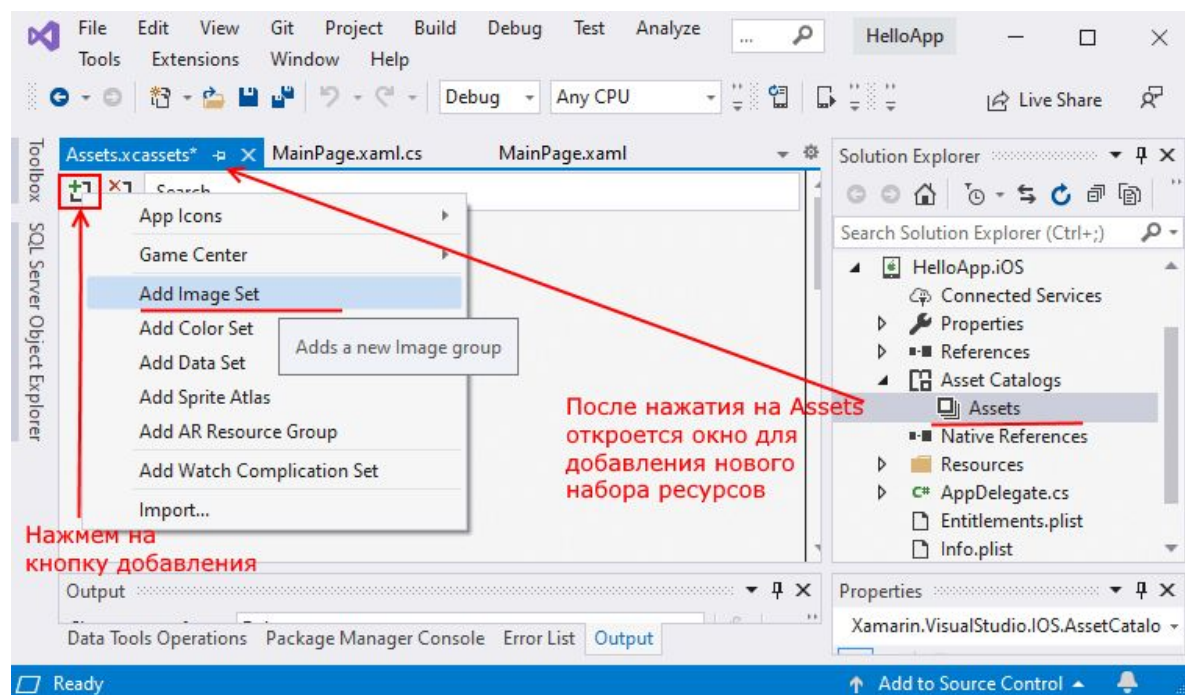 File Edit View Git Project Build Debug Test Analyze ... HelloApp
Tools Extensions Window Help
Debug Any CPU Live Share
Toolbox
SQL Server Object Explorer
Assets.xcassets* MainPage.xaml.cs MainPage.xaml
Search
App Icons
Game Center
Add Image Set
Add Color Set
Adds a new Image group
Add Data Set
Add Sprite Atlas
Add AR Resource Group
Add Watch Complication Set
Import...
После нажатия на Assets
откроется окно для
добавления нового
набора ресурсов
Нажмем на
кнопку добавления
Solution Explorer
Search Solution Explorer (Ctrl+;)
HelloApp.iOS
Connected Services
Properties
References
Asset Catalogs
Assets
Native References
Resources
C# AppDelegate.cs
Entitlements.plist
Info.plist
Output
Data Tools Operations Package Manager Console Error List Output
Properties
Xamarin.VisualStudio.IOS.AssetCatalo
Ready Add to Source Control